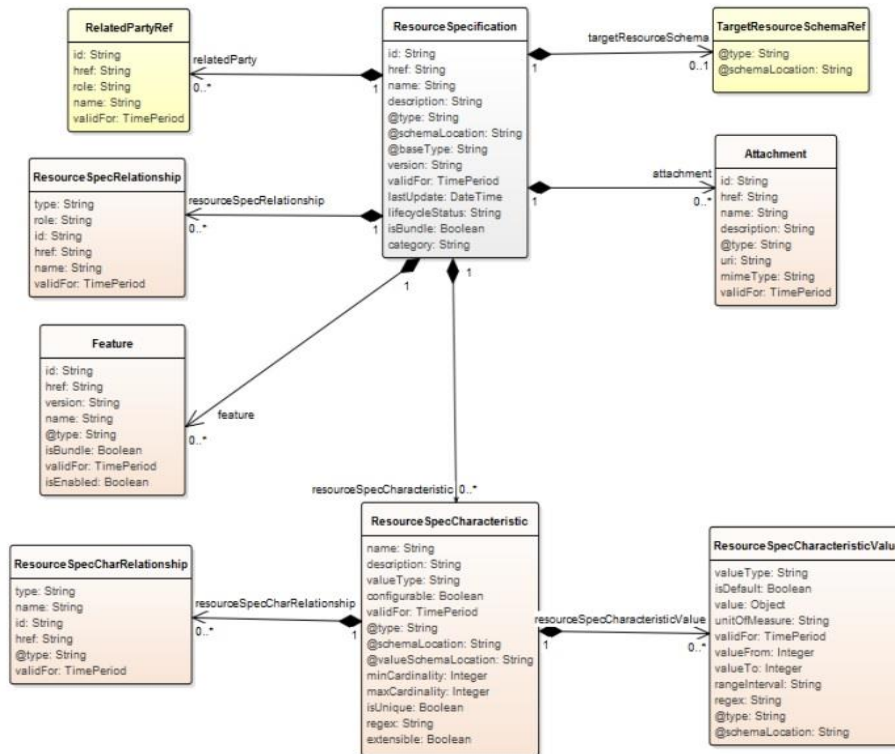 RelatedPartyRef
id: String
href: String
role: String
name: String
validFor: TimePeriod
relatedParty
0..*
1
ResourceSpecification
id: String
href: String
name: String
description: String
@type: String
@schemaLocation: String
@baseType: String
version: String
validFor: TimePeriod
lastUpdate: DateTime
lifecycleStatus: String
isBundle: Boolean
category: String
targetResourceSchema
1
0..1
TargetResourceSchemaRef
@type: String
@schemaLocation: String
ResourceSpecRelationship
type: String
role: String
id: String
href: String
name: String
validFor: TimePeriod
resourceSpecRelationship
0..*
1
attachment
1
0..*
Attachment
id: String
href: String
name: String
description: String
@type: String
uri: String
mimeType: String
validFor: TimePeriod
1
1
Feature
id: String
href: String
version: String
name: String
@type: String
isBundle: Boolean
validFor: TimePeriod
isEnabled: Boolean
feature
0..*
resourceSpecCharacteristic
0..*
ResourceSpecCharRelationship
type: String
name: String
id: String
href: String
@type: String
validFor: TimePeriod
resourceSpecCharRelationship
0..*
1
ResourceSpecCharacteristic
name: String
description: String
valueType: String
configurable: Boolean
validFor: TimePeriod
@type: String
@schemaLocation: String
@valueSchemaLocation: String
minCardinality: Integer
maxCardinality: Integer
isUnique: Boolean
regex: String
extensible: Boolean
resourceSpecCharacteristicValue
1
0..*
ResourceSpecCharacteristicValue
valueType: String
isDefault: Boolean
value: Object
unitOfMeasure: String
validFor: TimePeriod
valueFrom: Integer
valueTo: Integer
rangeInterval: String
regex: String
@type: String
@schemaLocation: String